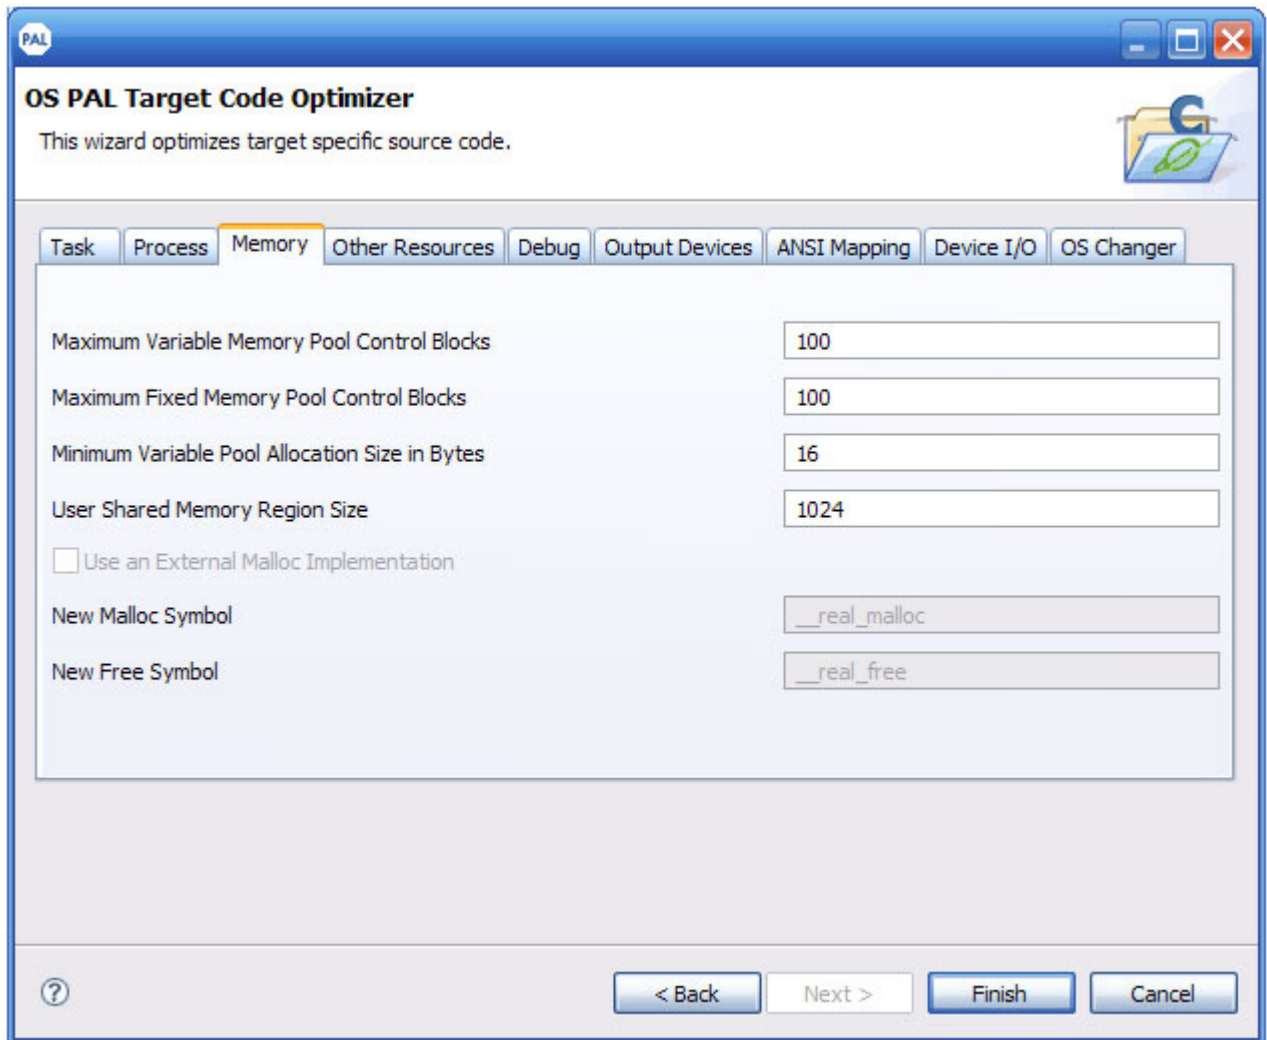 PAL
OS PAL Target Code Optimizer
This wizard optimizes target specific source code.
C
Task Process Memory Other Resources Debug Output Devices ANSI Mapping Device I/O OS Changer
Maximum Variable Memory Pool Control Blocks 100
Maximum Fixed Memory Pool Control Blocks 100
Minimum Variable Pool Allocation Size in Bytes 16
User Shared Memory Region Size 1024
Use an External Malloc Implementation
New Malloc Symbol __real_malloc
New Free Symbol __real_free
? < Back Next > Finish Cancel